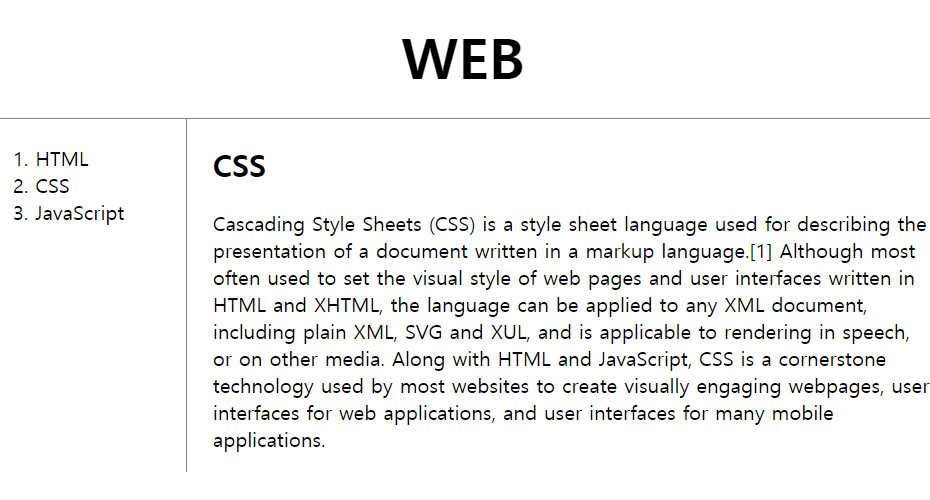 WEB
1. HTML
2. CSS
3. JavaScript
CSS
Cascading Style Sheets (CSS) is a style sheet language used for describing the
presentation of a document written in a markup language.[1] Although most
often used to set the visual style of web pages and user interfaces written in
HTML and XHTML, the language can be applied to any XML document,
including plain XML, SVG and XUL, and is applicable to rendering in speech,
or on other media. Along with HTML and JavaScript, CSS is a cornerstone
technology used by most websites to create visually engaging webpages, user
interfaces for web applications, and user interfaces for many mobile
applications.